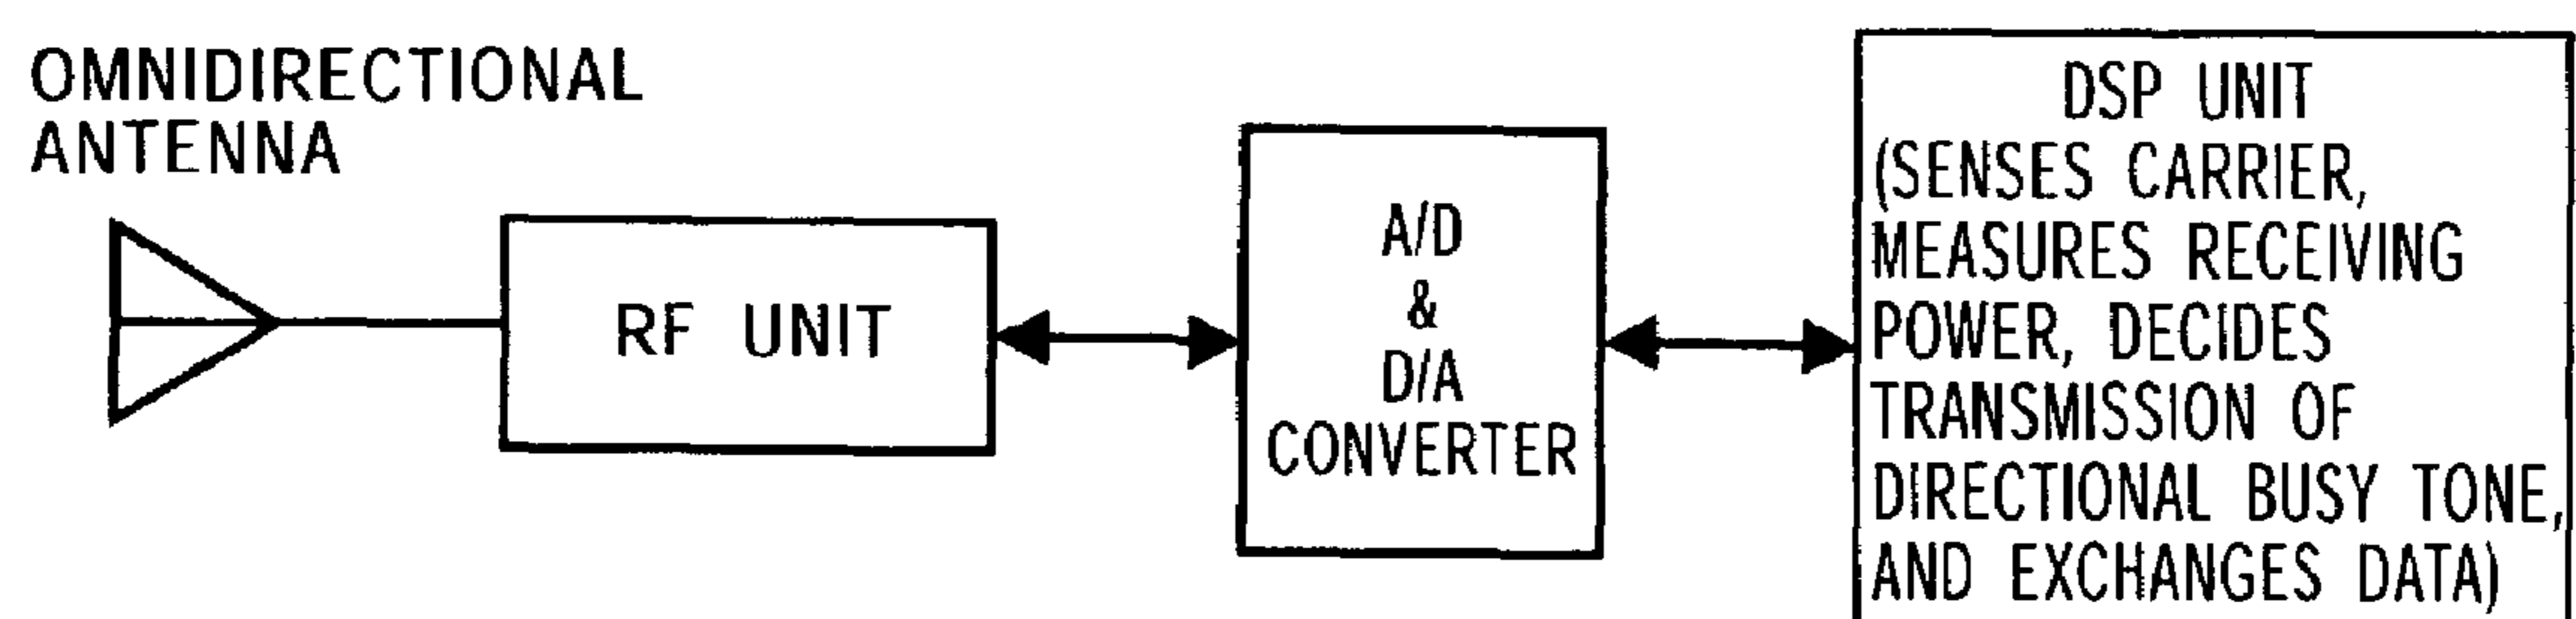 OMNIDIRECTIONAL
ANTENNA
RF UNIT
A/D
&
D/A
CONVERTER
DSP UNIT
(SENSES CARRIER,
MEASURES RECEIVING
POWER, DECIDES
TRANSMISSION OF
DIRECTIONAL BUSY TONE,
AND EXCHANGES DATA)